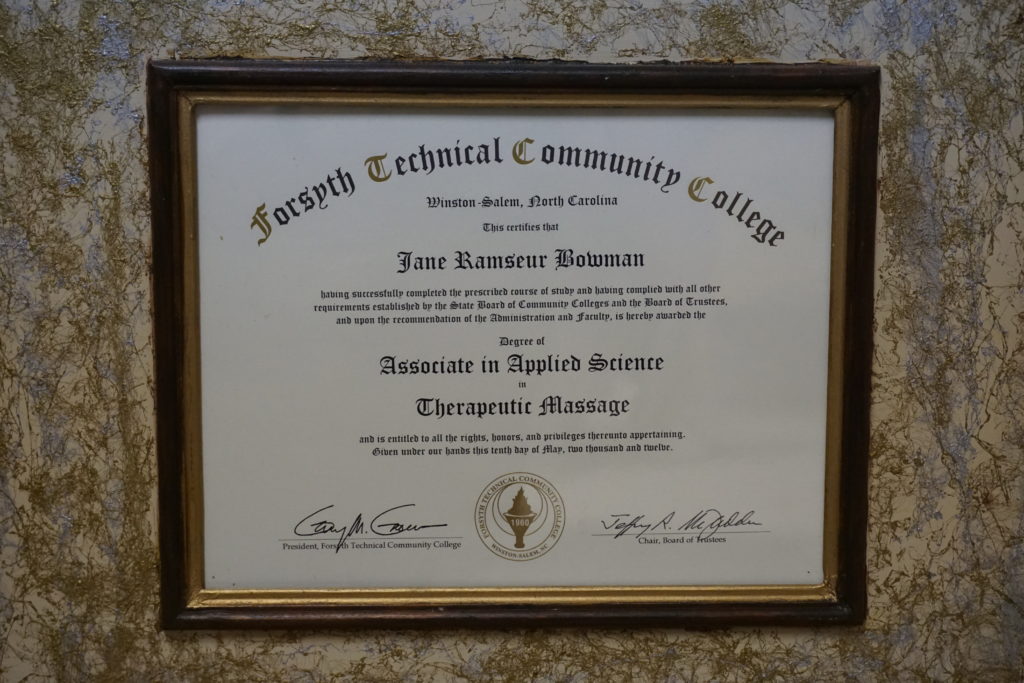 Forsyth Technical Community College
Winston-Salem, North Carolina
This certifies that
Jane Ramseur Bowman
having successfully completed the prescribed course of study and having complied with all other
requirements established by the State Board of Community Colleges and the Board of Trustees,
and upon the recommendation of the Administration and Faculty, is hereby awarded the
Degree of
Associate in Applied Science
in
Therapeutic Massage
and is entitled to all the rights, honors, and privileges thereunto appertaining.
Given under our hands this tenth day of May, two thousand and twelve.
Gary M. Green
President, Forsyth Technical Community College
FORSYTH TECHNICAL COMMUNITY COLLEGE
1960
WINSTON-SALEM, NC
Jeffrey R. McFadden
Chair, Board of Trustees